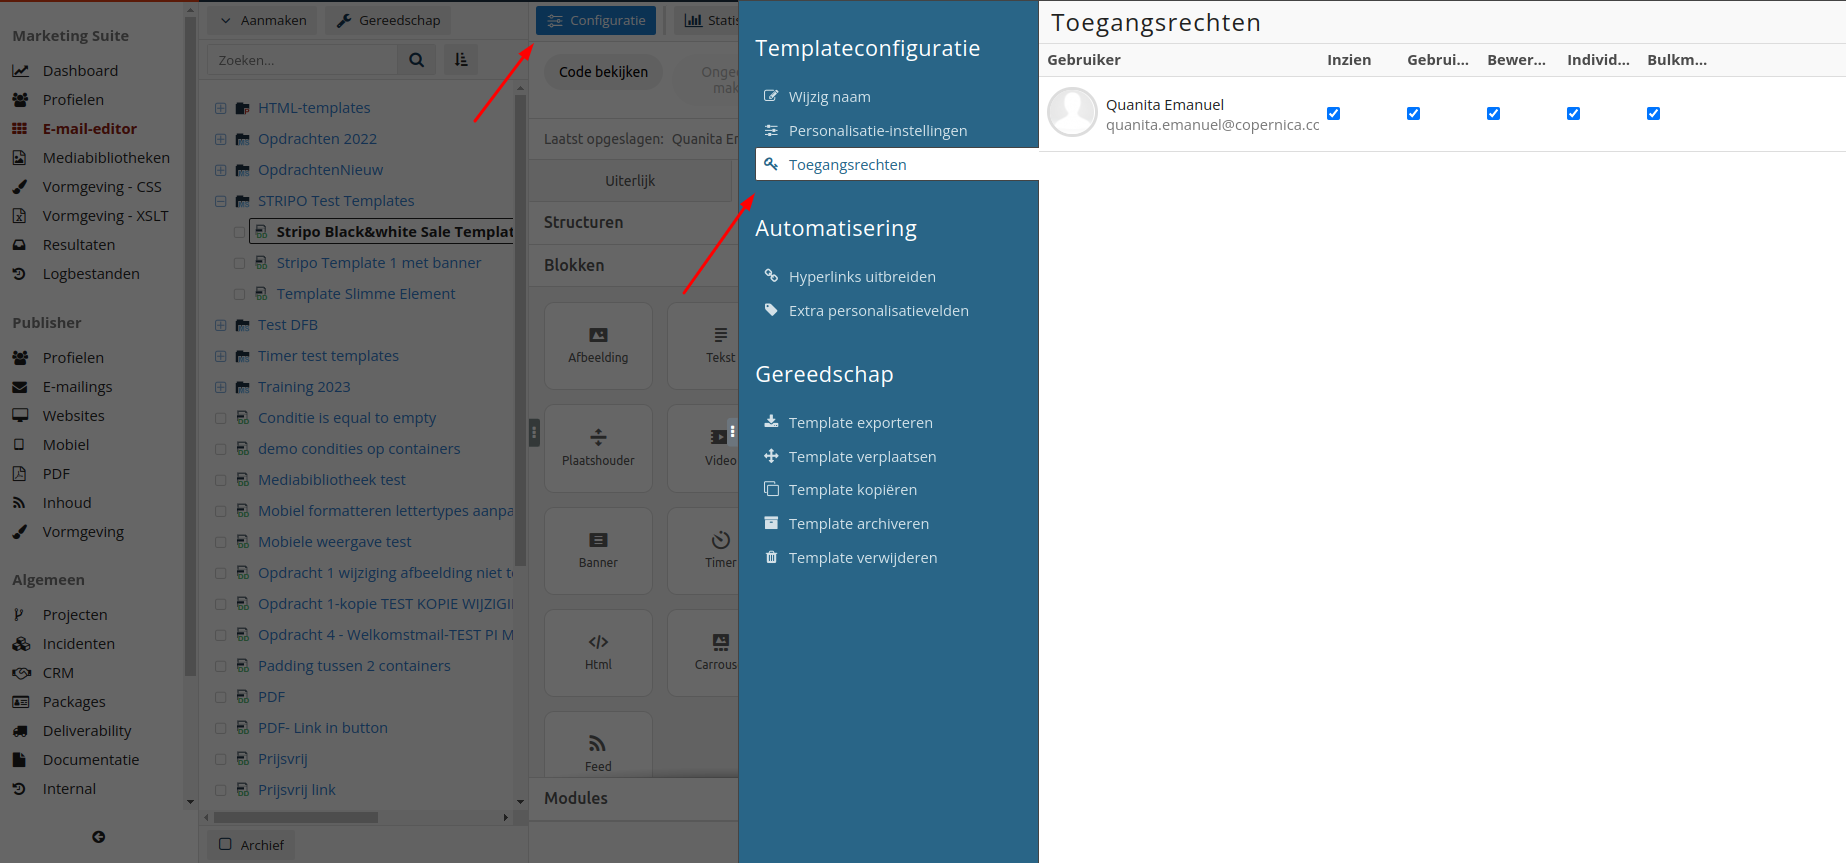 Marketing Suite
Dashboard
Profielen
E-mail-editor
Mediabibliotheken
Vormgeving - CSS
Vormgeving - XSLT
Resultaten
Logbestanden
Publisher
Profielen
E-mailings
Websites
Mobiel
PDF
Inhoud
Vormgeving
Algemeen
Projecten
Incidenten
CRM
Packages
Deliverability
Documentatie
Internal
Aanmaken
Gereedschap
Zoeken...
HTML-templates
Opdrachten 2022
OpdrachtenNieuw
STRIPO Test Templates
Stripo Black&white Sale Templat
Stripo Template 1 met banner
Template Slimme Element
Test DFB
Timer test templates
Training 2023
Conditie is equal to empty
demo condities op containers
Mediabibliotheek test
Mobiel formatteren lettertypes aanpa
Mobiele weergave test
Opdracht 1 wijziging afbeelding niet t
Opdracht 1-kopie TEST KOPIE WIJZIGI
Opdracht 4 - Welkomstmail-TEST PI M
Padding tussen 2 containers
PDF
PDF- Link in button
Prijsvrij
Prijsvrij link
Archief
Configuratie
Statis
Code bekijken
Onge
mak
Laatst opgeslagen: Quanita Er
Uiterlijk
Structuren
Blokken
Afbeelding
Tekst
Plaatshouder
Video
Banner
Timer
Html
Carrous
Feed
Modules
Templateconfiguratie
Wijzig naam
Personalisatie-instellingen
Toegangsrechten
Automatisering
Hyperlinks uitbreiden
Extra personalisatievelden
Gereedschap
Template exporteren
Template verplaatsen
Template kopiëren
Template archiveren
Template verwijderen
Toegangsrechten
Gebruiker Inzien Gebrui... Bewer... Individ... Bulkm...
Quanita Emanuel
quanita.emanuel@copernica.cc